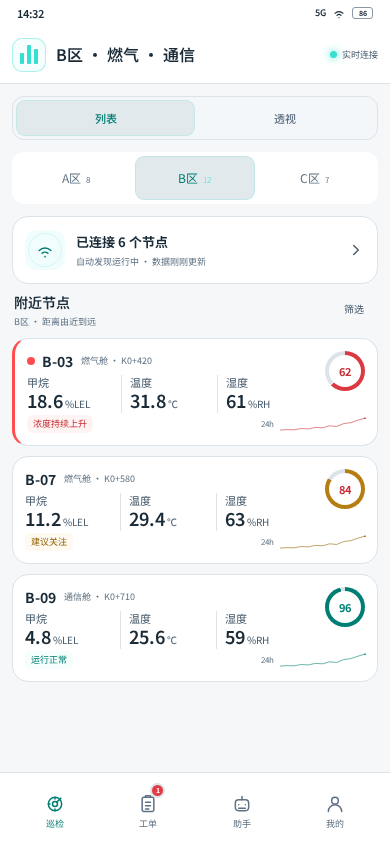 14:32
5G 86
B区 • 燃气 • 通信
实时连接
列表 透视
A区 8 B区 12 C区 7
已连接 6 个节点
自动发现运行中 • 数据刚刚更新
附近节点
B区 • 距离由近到远
筛选
B-03 燃气舱 • K0+420
62
甲烷 温度 湿度
18.6 %LEL 31.8 ℃ 61 %RH
浓度持续上升
24h
B-07 燃气舱 • K0+580
84
甲烷 温度 湿度
11.2 %LEL 29.4 ℃ 63 %RH
建议关注
24h
B-09 通信舱 • K0+710
96
甲烷 温度 湿度
4.8 %LEL 25.6 ℃ 59 %RH
运行正常
24h
1
巡检 工单 助手 我的